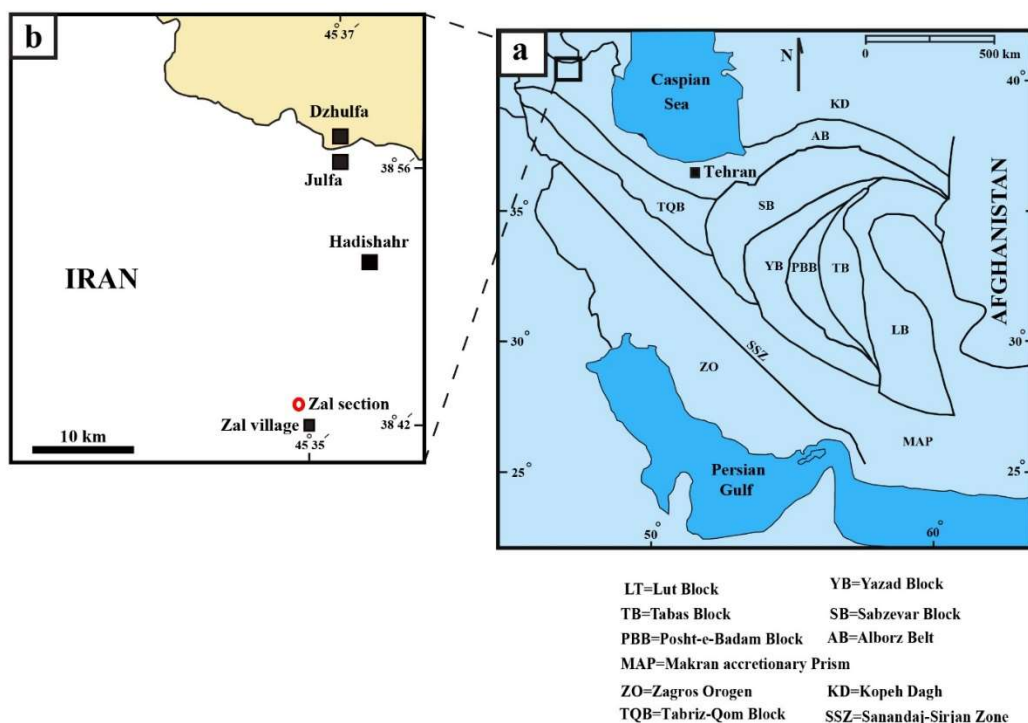 b
45° 37´
Dzhulfa
Julfa
38° 56´
Hadishahr
IRAN
Zal section
Zal village
38° 42´
45° 35´
10 km
a
N
0 500 km
40°
Caspian
Sea
KD
AB
Tehran
35°
TQB
SB
YB
PBB
TB
LB
AFGHANISTAN
30°
30°
SSZ
ZO
MAP
25°
25°
Persian
Gulf
50°
60°
LT=Lut Block
YB=Yazad Block
TB=Tabas Block
SB=Sabzevar Block
PBB=Posht-e-Badam Block
AB=Alborz Belt
MAP=Makran accretionary Prism
ZO=Zagros Orogen
KD=Kopeh Dagh
TQB=Tabriz-Qom Block
SSZ=Sanandaj-Sirjan Zone